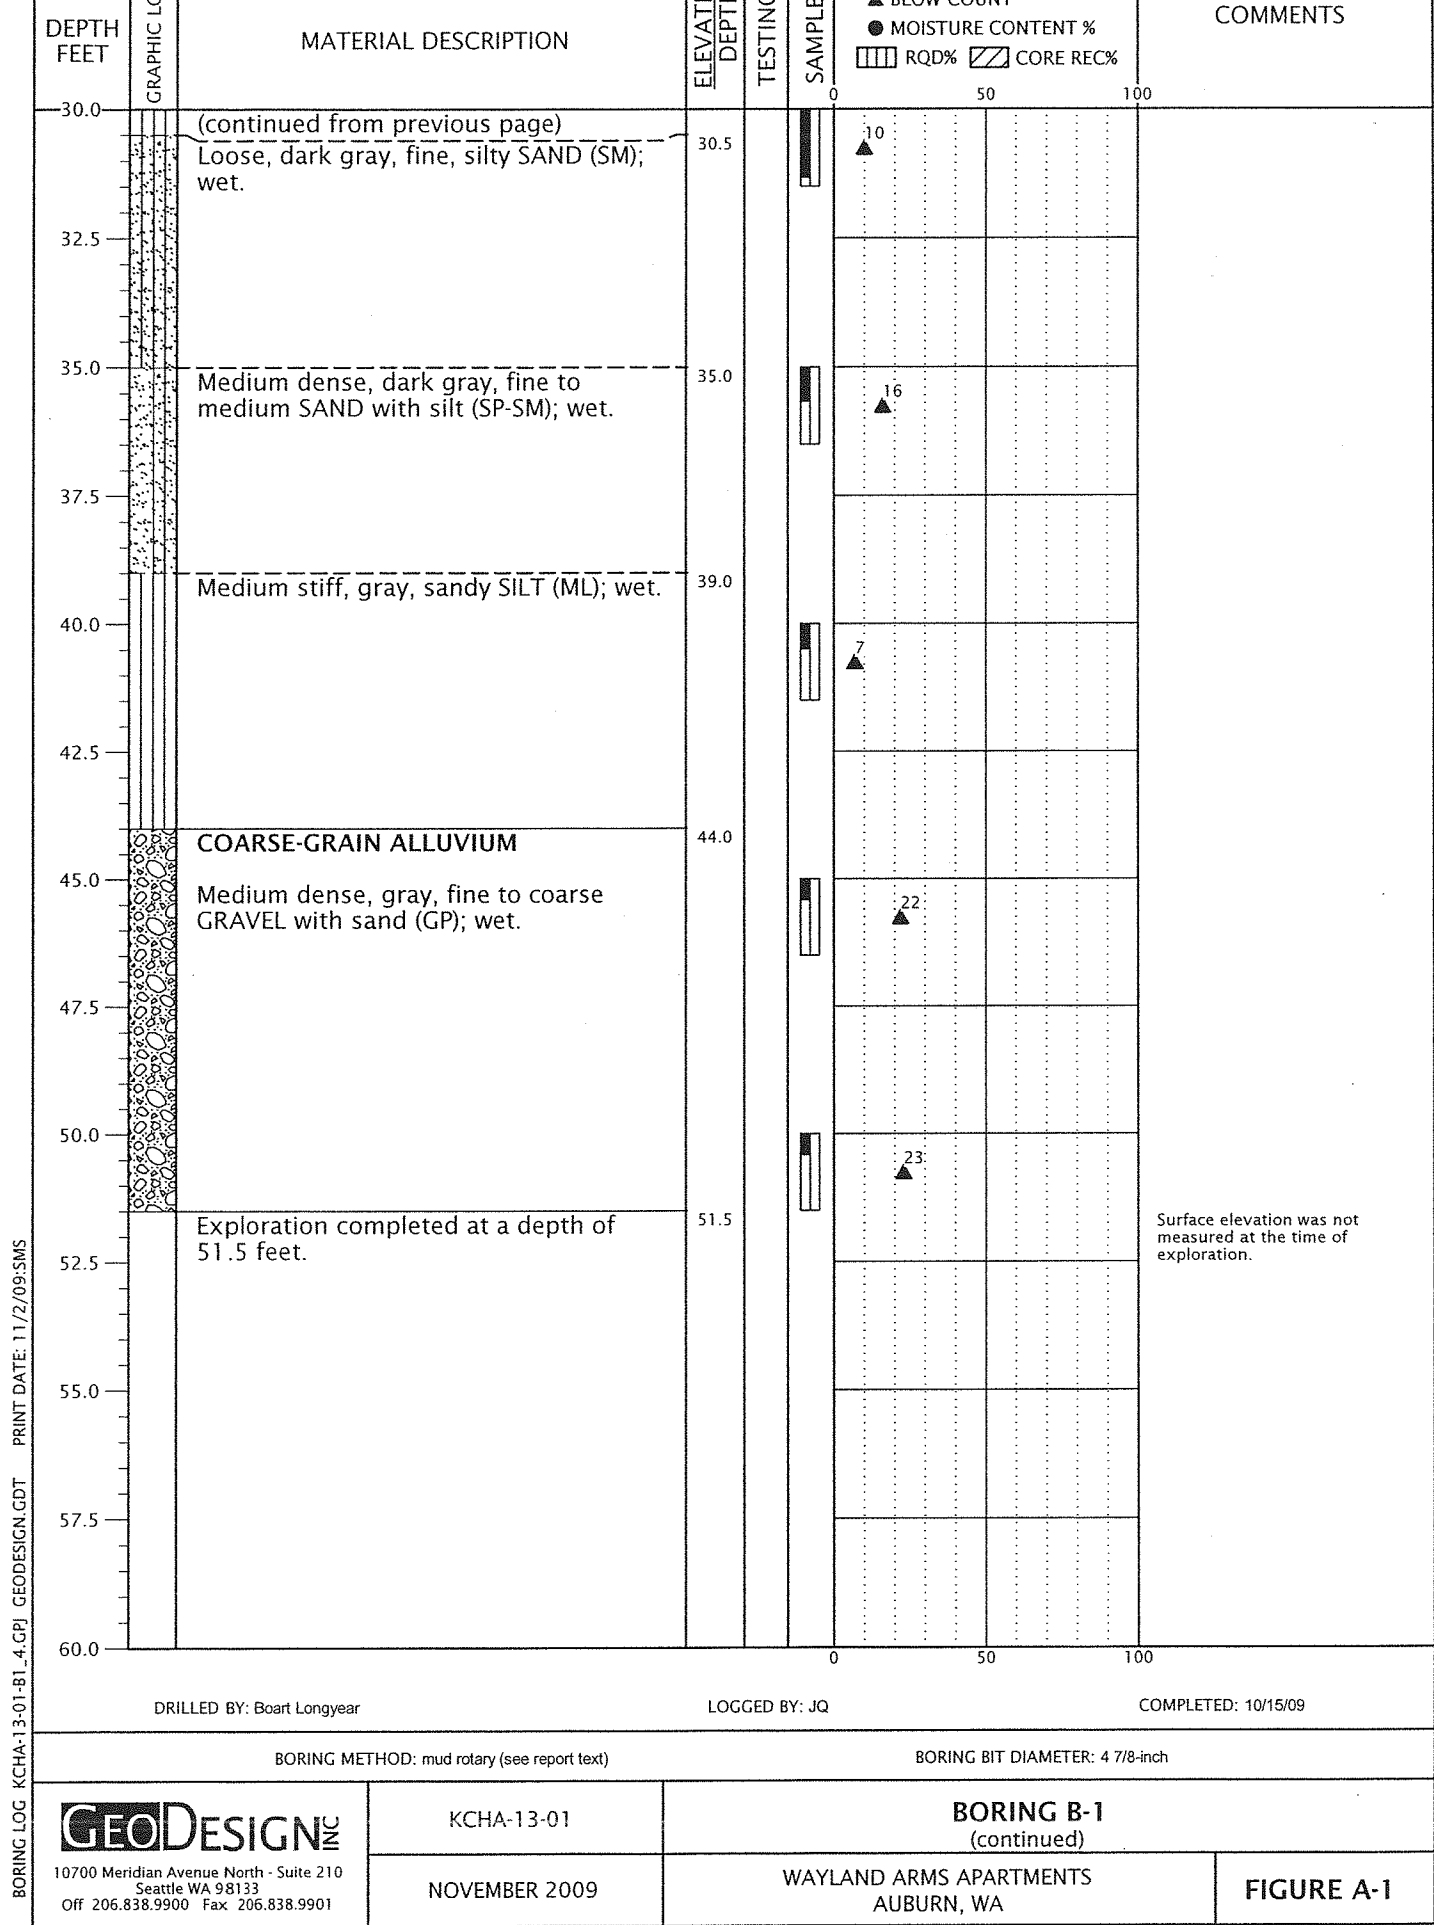 DEPTH
FEET
MATERIAL DESCRIPTION
DEPTH
TESTING
SAMPLE
BLOW COUNT
MOISTURE CONTENT %
RQD% CORE REC%
COMMENTS
0 50 100
30.0
(continued from previous page)
30.5
10
Loose, dark gray, fine, silty SAND (SM);
wet.
32.5
35.0
Medium dense, dark gray, fine to
medium SAND with silt (SP-SM); wet.
35.0
16
37.5
Medium stiff, gray, sandy SILT (ML); wet.
39.0
40.0
7
42.5
COARSE-GRAIN ALLUVIUM
44.0
45.0
Medium dense, gray, fine to coarse
GRAVEL with sand (GP); wet.
22
47.5
50.0
23
Exploration completed at a depth of
51.5 feet.
51.5
Surface elevation was not
measured at the time of
exploration.
52.5
55.0
57.5
60.0
0 50 100
DRILLED BY: Boart Longyear LOGGED BY: JQ COMPLETED: 10/15/09
BORING METHOD: mud rotary (see report text) BORING BIT DIAMETER: 4 7/8-inch
GEODESIGN INC
10700 Meridian Avenue North - Suite 210
Seattle WA 98133
Off 206.838.9900 Fax 206.838.9901
KCHA-13-01
NOVEMBER 2009
BORING B-1
(continued)
WAYLAND ARMS APARTMENTS
AUBURN, WA
FIGURE A-1
BORING LOG KCHA-13-01-B1_4.GPJ GEODESIGN.GDT PRINT DATE: 11/2/09:SMS